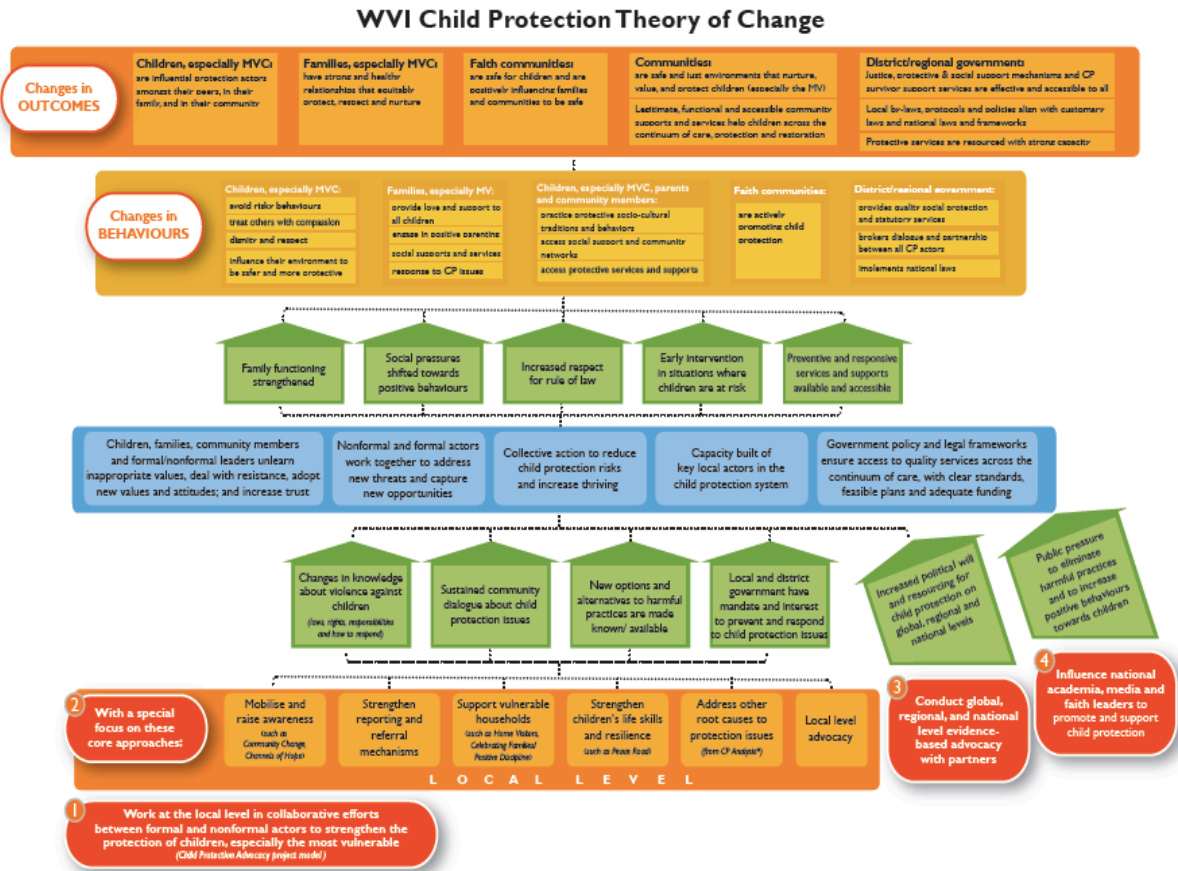 WVI Child Protection Theory of Change
Changes in
OUTCOMES
Children, especially MVC:
are influential protection actors
amongst their peers, in their
family, and in their community
Families, especially MVC:
have strong and healthy
relationships that equitably
protect, respect and nurture
Faith communities:
are safe for children and are
positively influencing families
and communities to be safe
Communities:
are safe and just environments that nurture,
value, and protect children (especially the MV)
Legitimate, functional and accessible community
supports and services help children across the
continuum of care, protection and restoration
District/regional government:
Justice, protective & social support mechanisms and CP
survivor support services are effective and accessible to all
Local by-laws, protocols and policies align with customary
laws and national laws and frameworks
Protective services are resourced with strong capacity
Changes in
BEHAVIOURS
Children, especially MVC:
avoid risky behaviours
treat others with compassion
dignity and respect
influence their environment to
be safer and more protective
Families, especially MV:
provide love and support to
all children
engage in positive parenting
social supports and services
response to CP issues
Children, especially MVC, parents
and community members:
practice protective socio-cultural
traditions and behaviors
access social support and community
networks
access protective services and supports
Faith communities:
are actively
promoting child
protection
District/regional government:
provides quality social protection
and statutory services
brokers dialogue and partnership
between all CP actors
implements national laws
Family functioning
strengthened
Social pressures
shifted towards
positive behaviours
Increased respect
for rule of law
Early intervention
in situations where
children are at risk
Preventive and responsive
services and supports
available and accessible
Children, families, community members
and formal/nonformal leaders unlearn
inappropriate values, deal with resistance, adopt
new values and attitudes; and increase trust
Nonformal and formal actors
work together to address
new threats and capture
new opportunities
Collective action to reduce
child protection risks
and increase thriving
Capacity built of
key local actors in the
child protection system
Government policy and legal frameworks
ensure access to quality services across the
continuum of care, with clear standards,
feasible plans and adequate funding
Changes in knowledge
about violence against
children
(laws, rights, responsibilities
and how to respond)
Sustained community
dialogue about child
protection issues
New options and
alternatives to harmful
practices are made
known/ available
Local and district
government have
mandate and interest
to prevent and respond
to child protection issues
Increased political will
and resourcing for
child protection on
global, regional and
national levels
Public pressure
to eliminate
harmful practices
and to increase
positive behaviours
towards children
2
With a special
focus on these
core approaches:
Mobilise and
raise awareness
(such as
Community Change,
Channels of Hope)
Strengthen
reporting and
referral
mechanisms
Support vulnerable
households
(such as Home Visitors,
Celebrating Families/
Positive Discipline)
Strengthen
children's life skills
and resilience
(such as Peace Road)
Address other
root causes to
protection issues
(from CP Analysis*)
Local level
advocacy
LOCAL LEVEL
3
Conduct global,
regional, and national
level evidence-
based advocacy
with partners
4
Influence national
academia, media and
faith leaders to
promote and support
child protection
1
Work at the local level in collaborative efforts
between formal and nonformal actors to strengthen the
protection of children, especially the most vulnerable
(Child Protection Advocacy project model )